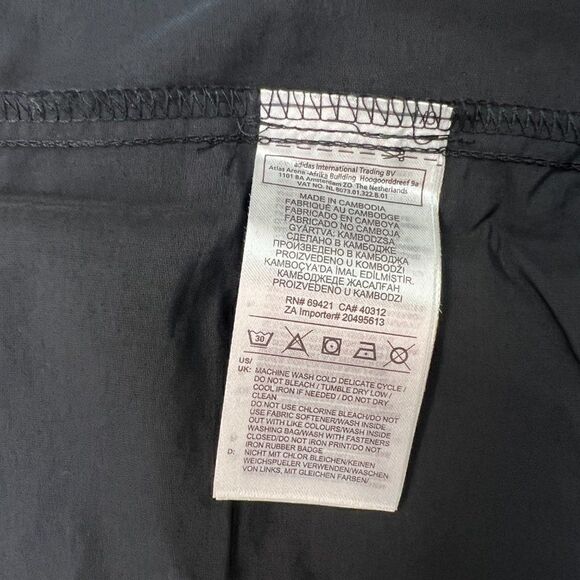 adidas International Trading BV
Atlas Arena -Afrika Building Hoogoorddreef 9a
1101 BA Amsterdam ZO The Netherlands
VAT NO. NL 8073.01.322.B.01
MADE IN CAMBODIA
FABRIQUÉ AU CAMBODGE
FABRICADO EN CAMBOYA
FABRICADO NO CAMBOJA
GYÁRTVA: KAMBODZSA
СДЕЛАНО В КАМБОДЖЕ
ПРОИЗВЕДЕНО В КАМБОДЖА
PROIZVEDENO U KOMBODŽI
KAMBOÇYA'DA İMAL EDİLMİŞTİR.
КАМБОДЖЕДЕ ЖАСАЛҒАН
PROIZVEDENO U KAMBODZI
RN# 69421 CA# 40312
ZA Importer# 20495613
30
US/
UK: MACHINE WASH COLD DELICATE CYCLE /
DO NOT BLEACH / TUMBLE DRY LOW /
COOL IRON IF NEEDED / DO NOT DRY
CLEAN
DO NOT USE CHLORINE BLEACH/DO NOT
USE FABRIC SOFTENER/WASH INSIDE
OUT WITH LIKE COLOURS/WASH INSIDE
WASHING BAG/WASH WITH FASTENERS
CLOSED/DO NOT IRON PRINT/DO NOT
IRON RUBBER BADGE
D: NICHT MIT CHLOR BLEICHEN/KEINEN
WEICHSPUELER VERWENDEN/WASCHEN
VON LINKS, MIT GLEICHEN FARBEN/